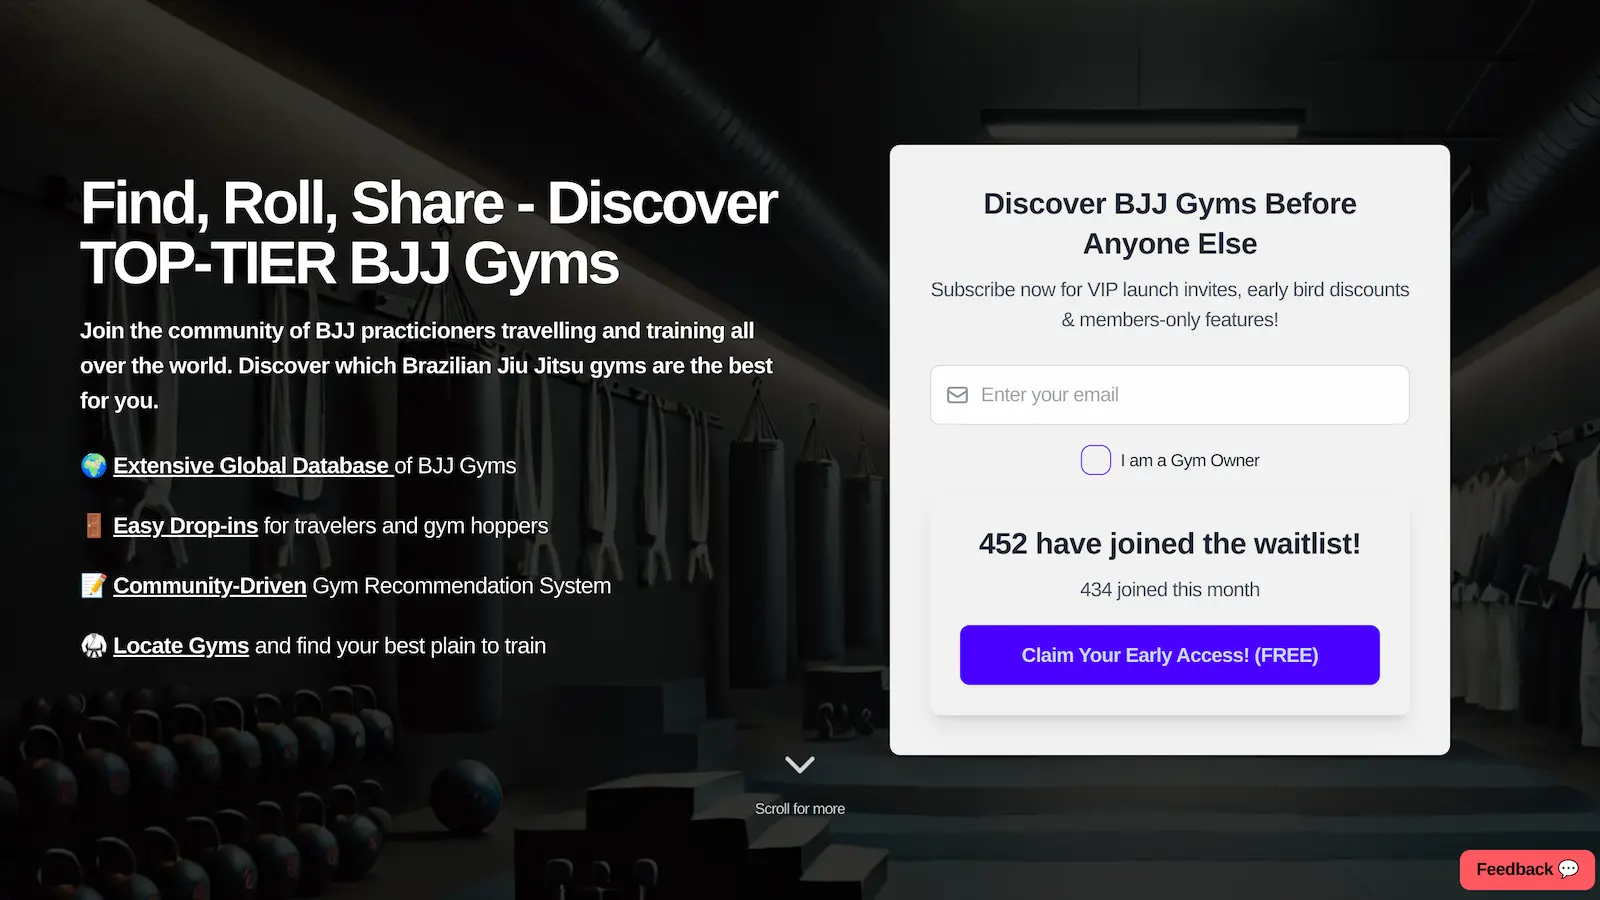 Find, Roll, Share - Discover
TOP-TIER BJJ Gyms
Join the community of BJJ practicioners travelling and training all
over the world. Discover which Brazilian Jiu Jitsu gyms are the best
for you.
🌍 Extensive Global Database of BJJ Gyms
🚪 Easy Drop-ins for travelers and gym hoppers
📝 Community-Driven Gym Recommendation System
🥋 Locate Gyms and find your best plain to train
Discover BJJ Gyms Before
Anyone Else
Subscribe now for VIP launch invites, early bird discounts
& members-only features!
Enter your email
I am a Gym Owner
452 have joined the waitlist!
434 joined this month
Claim Your Early Access! (FREE)
Scroll for more
Feedback 💬